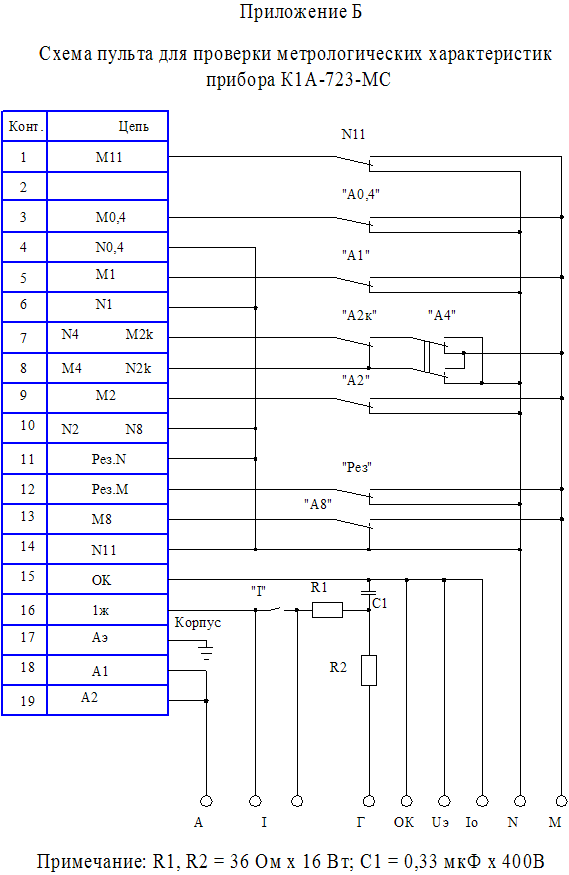 Приложение Б
Схема пульта для проверки метрологических характеристик
прибора К1А-723-МС
Конт. Цепь
1 М11
2
3 М0,4
4 N0,4
5 М1
6 N1
7 N4 М2k
8 М4 N2k
9 М2
10 N2 N8
11 Рез.N
12 Рез.М
13 М8
14 N11
15 ОК
16 1ж
17 Аэ
18 А1
19 А2
N11
"А0,4"
"А1"
"А2к" "А4"
"А2"
"Рез"
"А8"
"I" R1
С1
Корпус
R2
А I Г ОК Uэ Iо N М
Примечание: R1, R2 = 36 Ом х 16 Вт; С1 = 0,33 мкФ х 400В